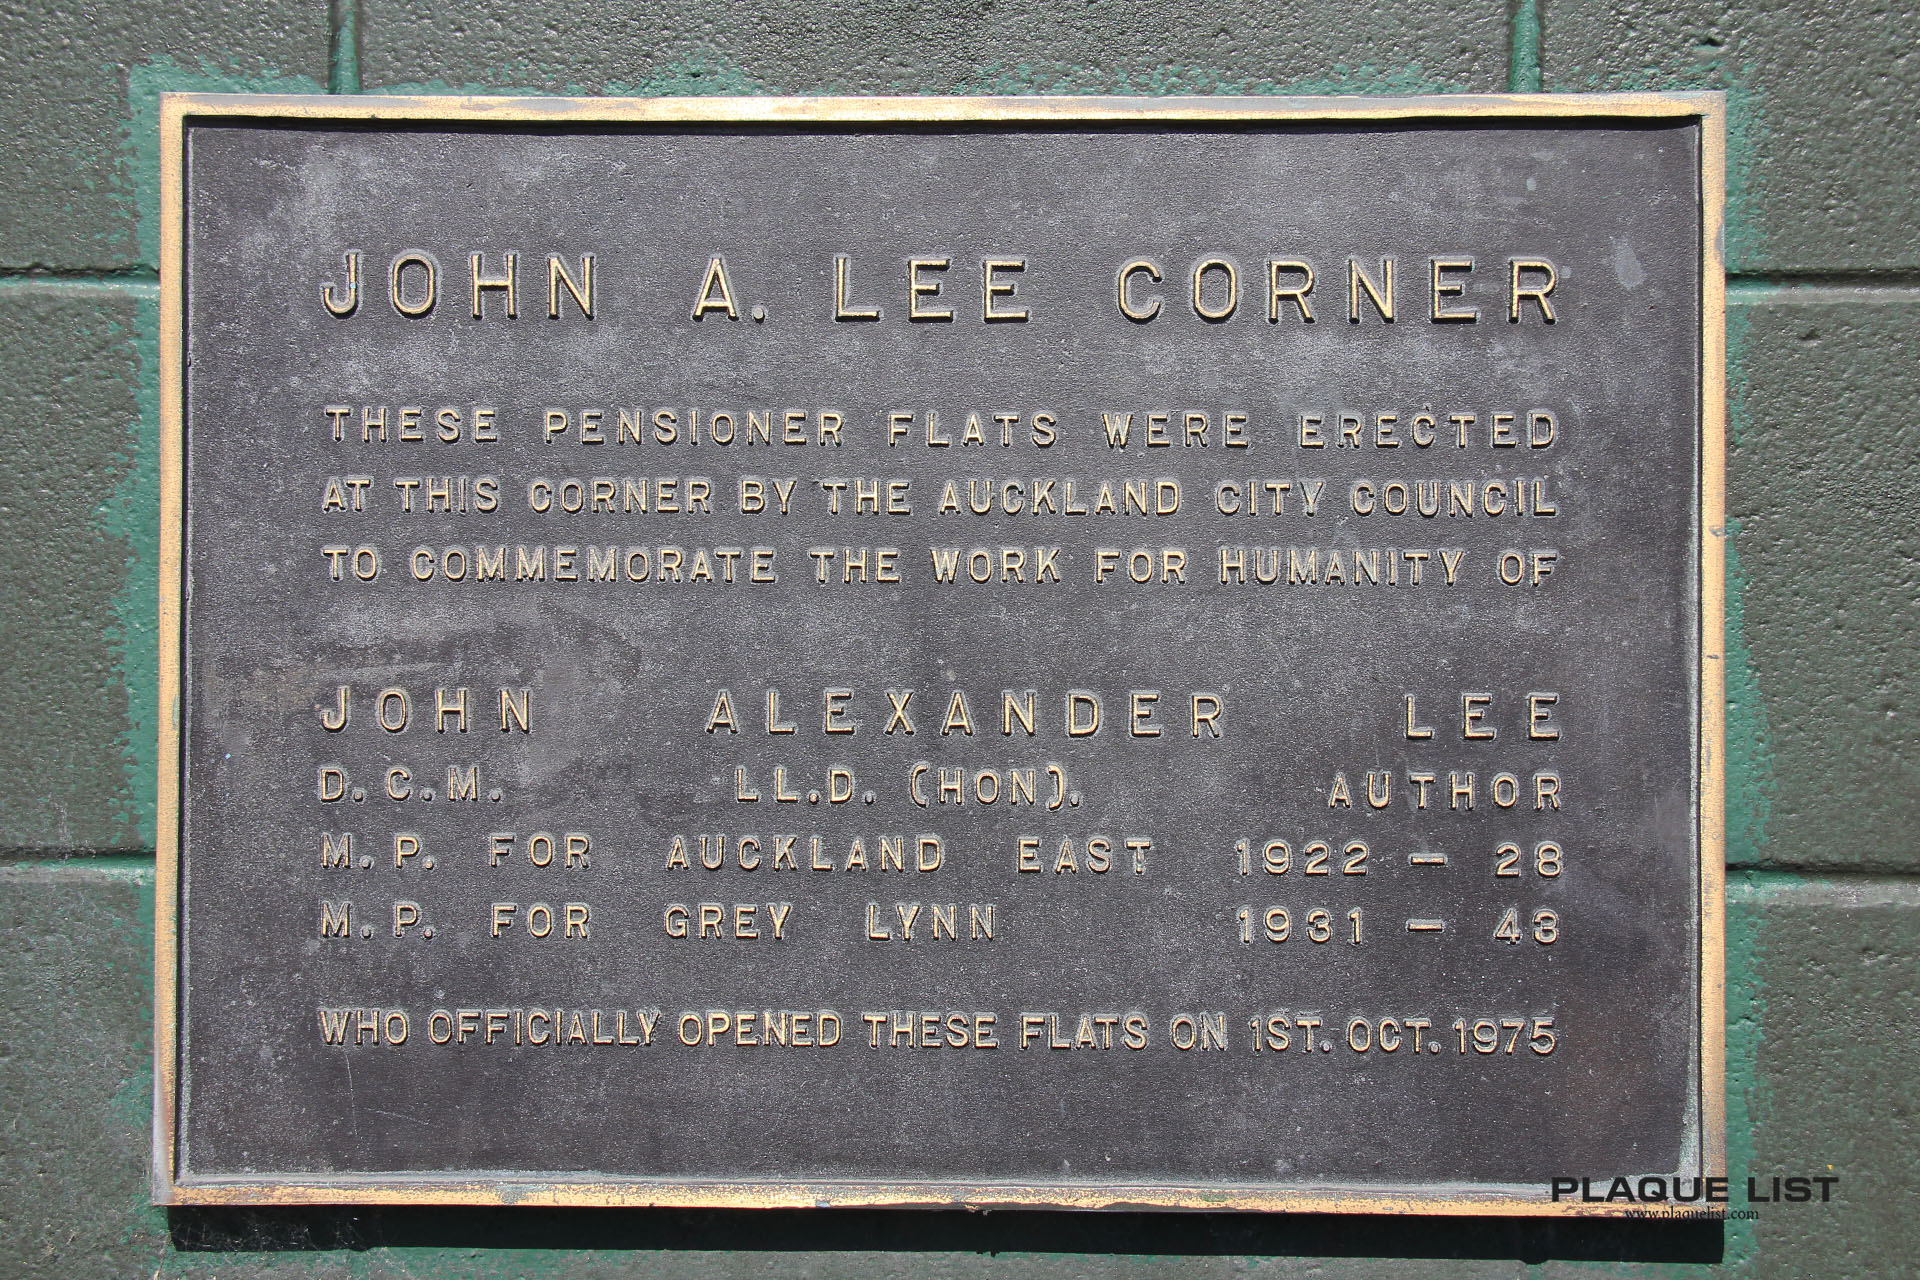 JOHN A. LEE CORNER
THESE PENSIONER FLATS WERE ERECTED
AT THIS CORNER BY THE AUCKLAND CITY COUNCIL
TO COMMEMORATE THE WORK FOR HUMANITY OF
JOHN ALEXANDER LEE
D.C.M. LL.D. (HON). AUTHOR
M.P. FOR AUCKLAND EAST 1922 – 28
M.P. FOR GREY LYNN 1931 – 43
WHO OFFICIALLY OPENED THESE FLATS ON 1ST. OCT. 1975
PLAQUE LIST
www.plaquelist.com